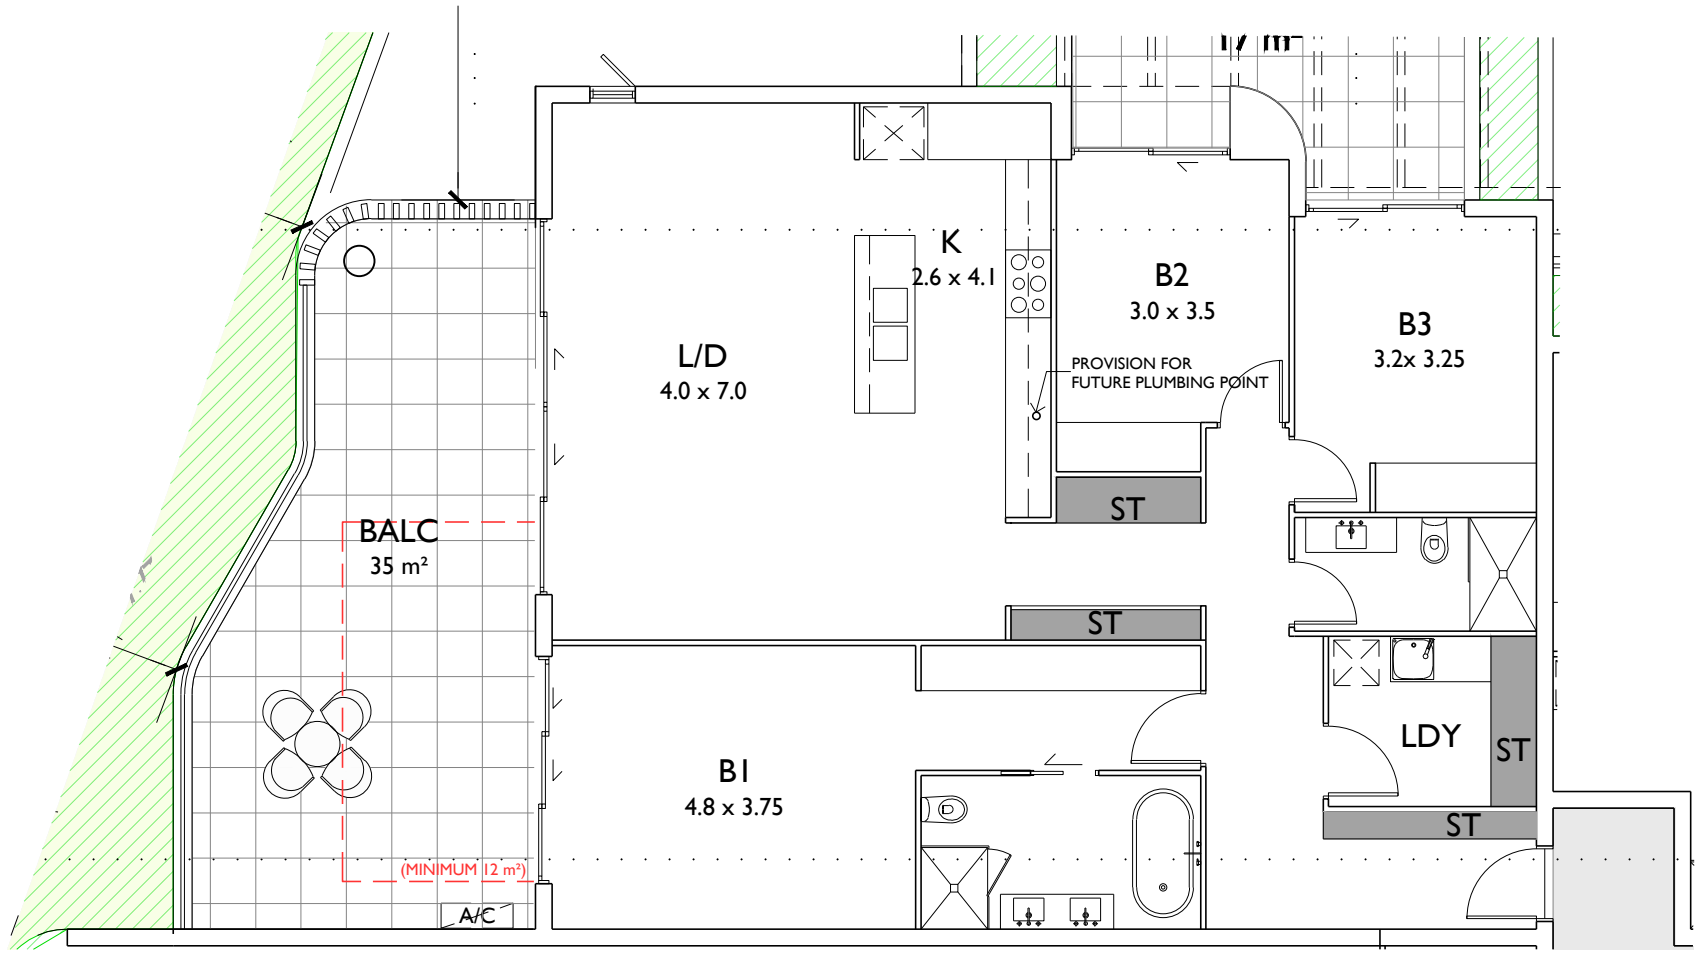 17 m²
K
2.6 x 4.1
B2
3.0 x 3.5
B3
3.2x 3.25
L/D
4.0 x 7.0
PROVISION FOR
FUTURE PLUMBING POINT
ST
BALC
35 m²
ST
LDY
ST
B1
4.8 x 3.75
ST
(MINIMUM 12 m²)
A/C